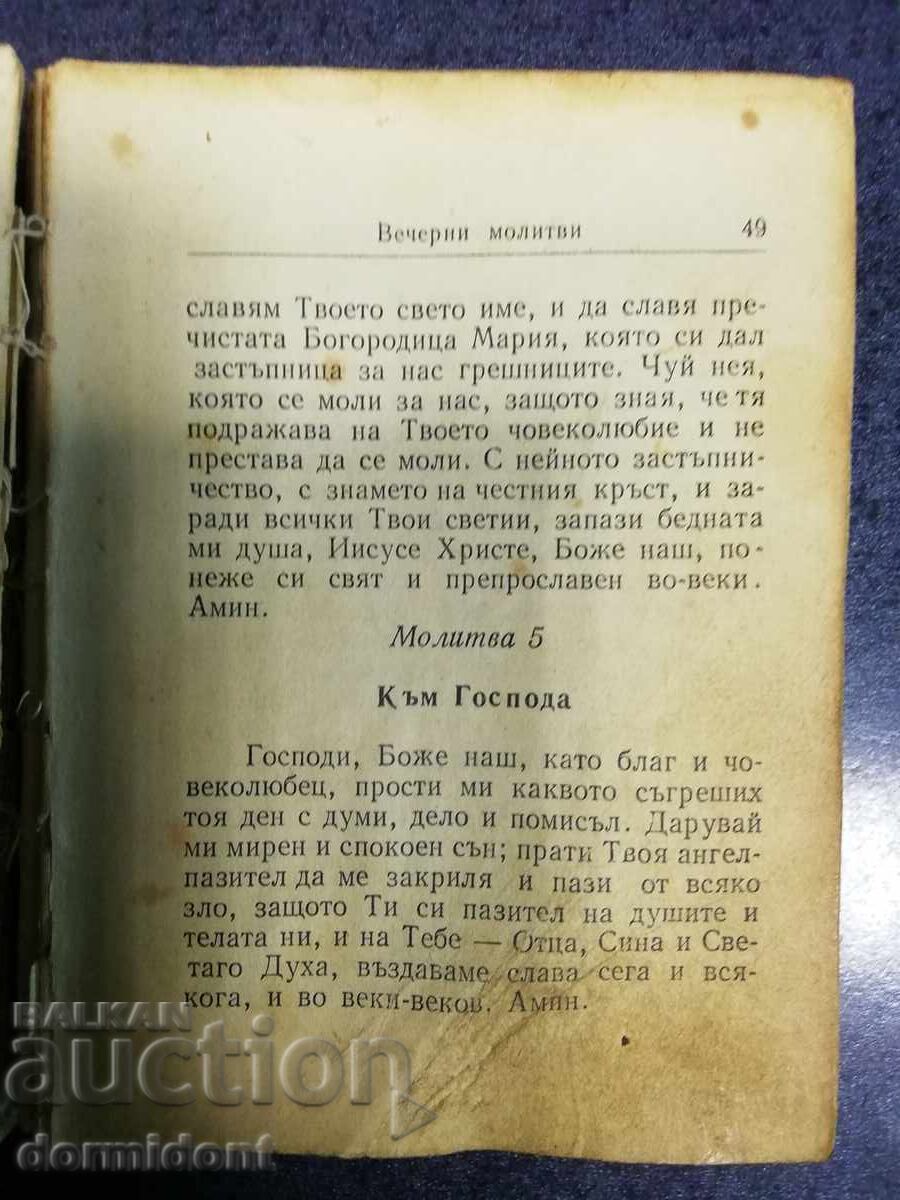 Вечерни молитви 49
славям Твоето свето име, и да славя пре-
чистата Богородица Мария, която си дал
застъпница за нас грешниците. Чуй нея,
която се моли за нас, защото зная, че тя
подражава на Твоето човеколюбие и не
престава да се моли. С нейното застъпни-
чество, с знамето на честния кръст, и за-
ради всички Твои светии, запази бедната
ми душа, Иисусе Христе, Боже наш, по-
неже си свят и препрославен во-веки.
Амин.
Молитва 5
Към Господа
Господи, Боже наш, като благ и чо-
веколюбец, прости ми каквото съгреших
тоя ден с думи, дело и помисъл. Дарувай
ми мирен и спокоен сън; прати Твоя ангел-
пазител да ме закриля и пази от всяко
зло, защото Ти си пазител на душите и
телата ни, и на Тебе — Отца, Сина и Све-
таго Духа, въздаваме слава сега и вся-
кога, и во веки-веков. Амин.
BALKAN
auction
dormidont